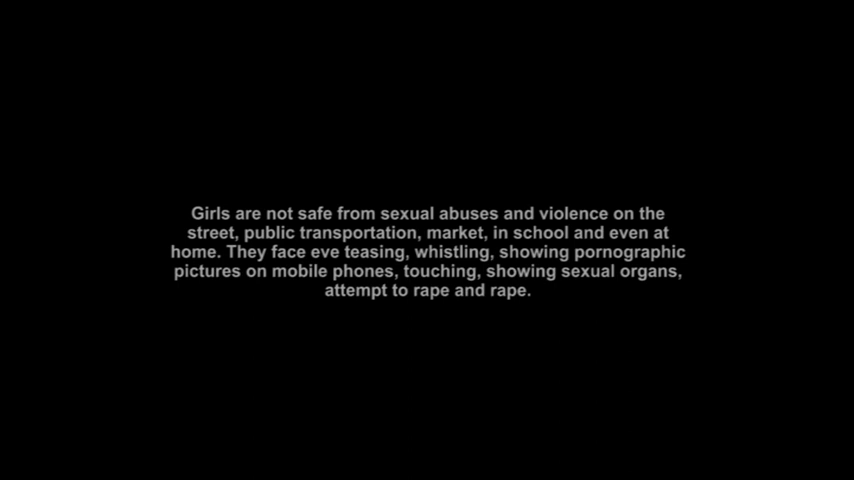 Girls are not safe from sexual abuses and violence on the
street, public transportation, market, in school and even at
home. They face eve teasing, whistling, showing pornographic
pictures on mobile phones, touching, showing sexual organs,
attempt to rape and rape.